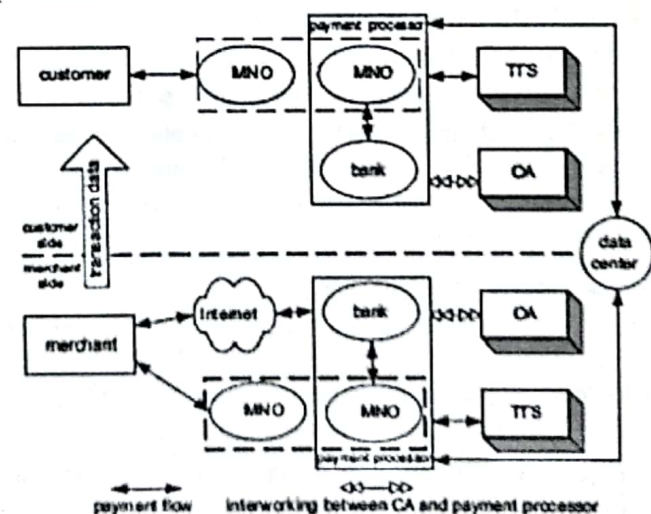 payment processor
customer
MNO
MNO
TTS
bank
CA
transaction data
customer
side
merchant
side
data
center
merchant
Internet
bank
CA
MNO
MNO
TTS
payment processor
payment flow
interworking between CA and payment processor